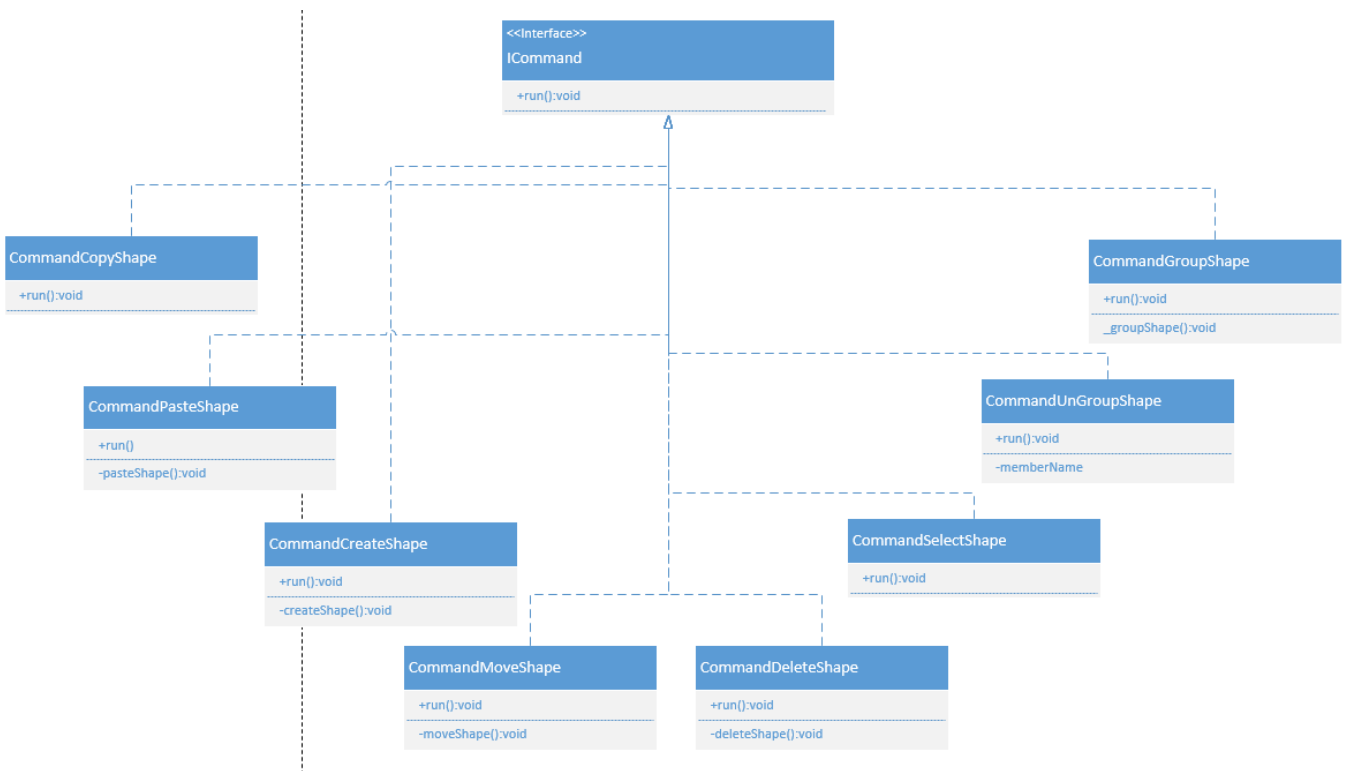 <<Interface>>
ICommand
+run():void
CommandCopyShape
+run():void
CommandGroupShape
+run():void
_groupShape():void
CommandPasteShape
+run()
-pasteShape():void
CommandUnGroupShape
+run():void
-memberName
CommandCreateShape
+run():void
-createShape():void
CommandSelectShape
+run():void
CommandMoveShape
+run():void
-moveShape():void
CommandDeleteShape
+run():void
-deleteShape():void